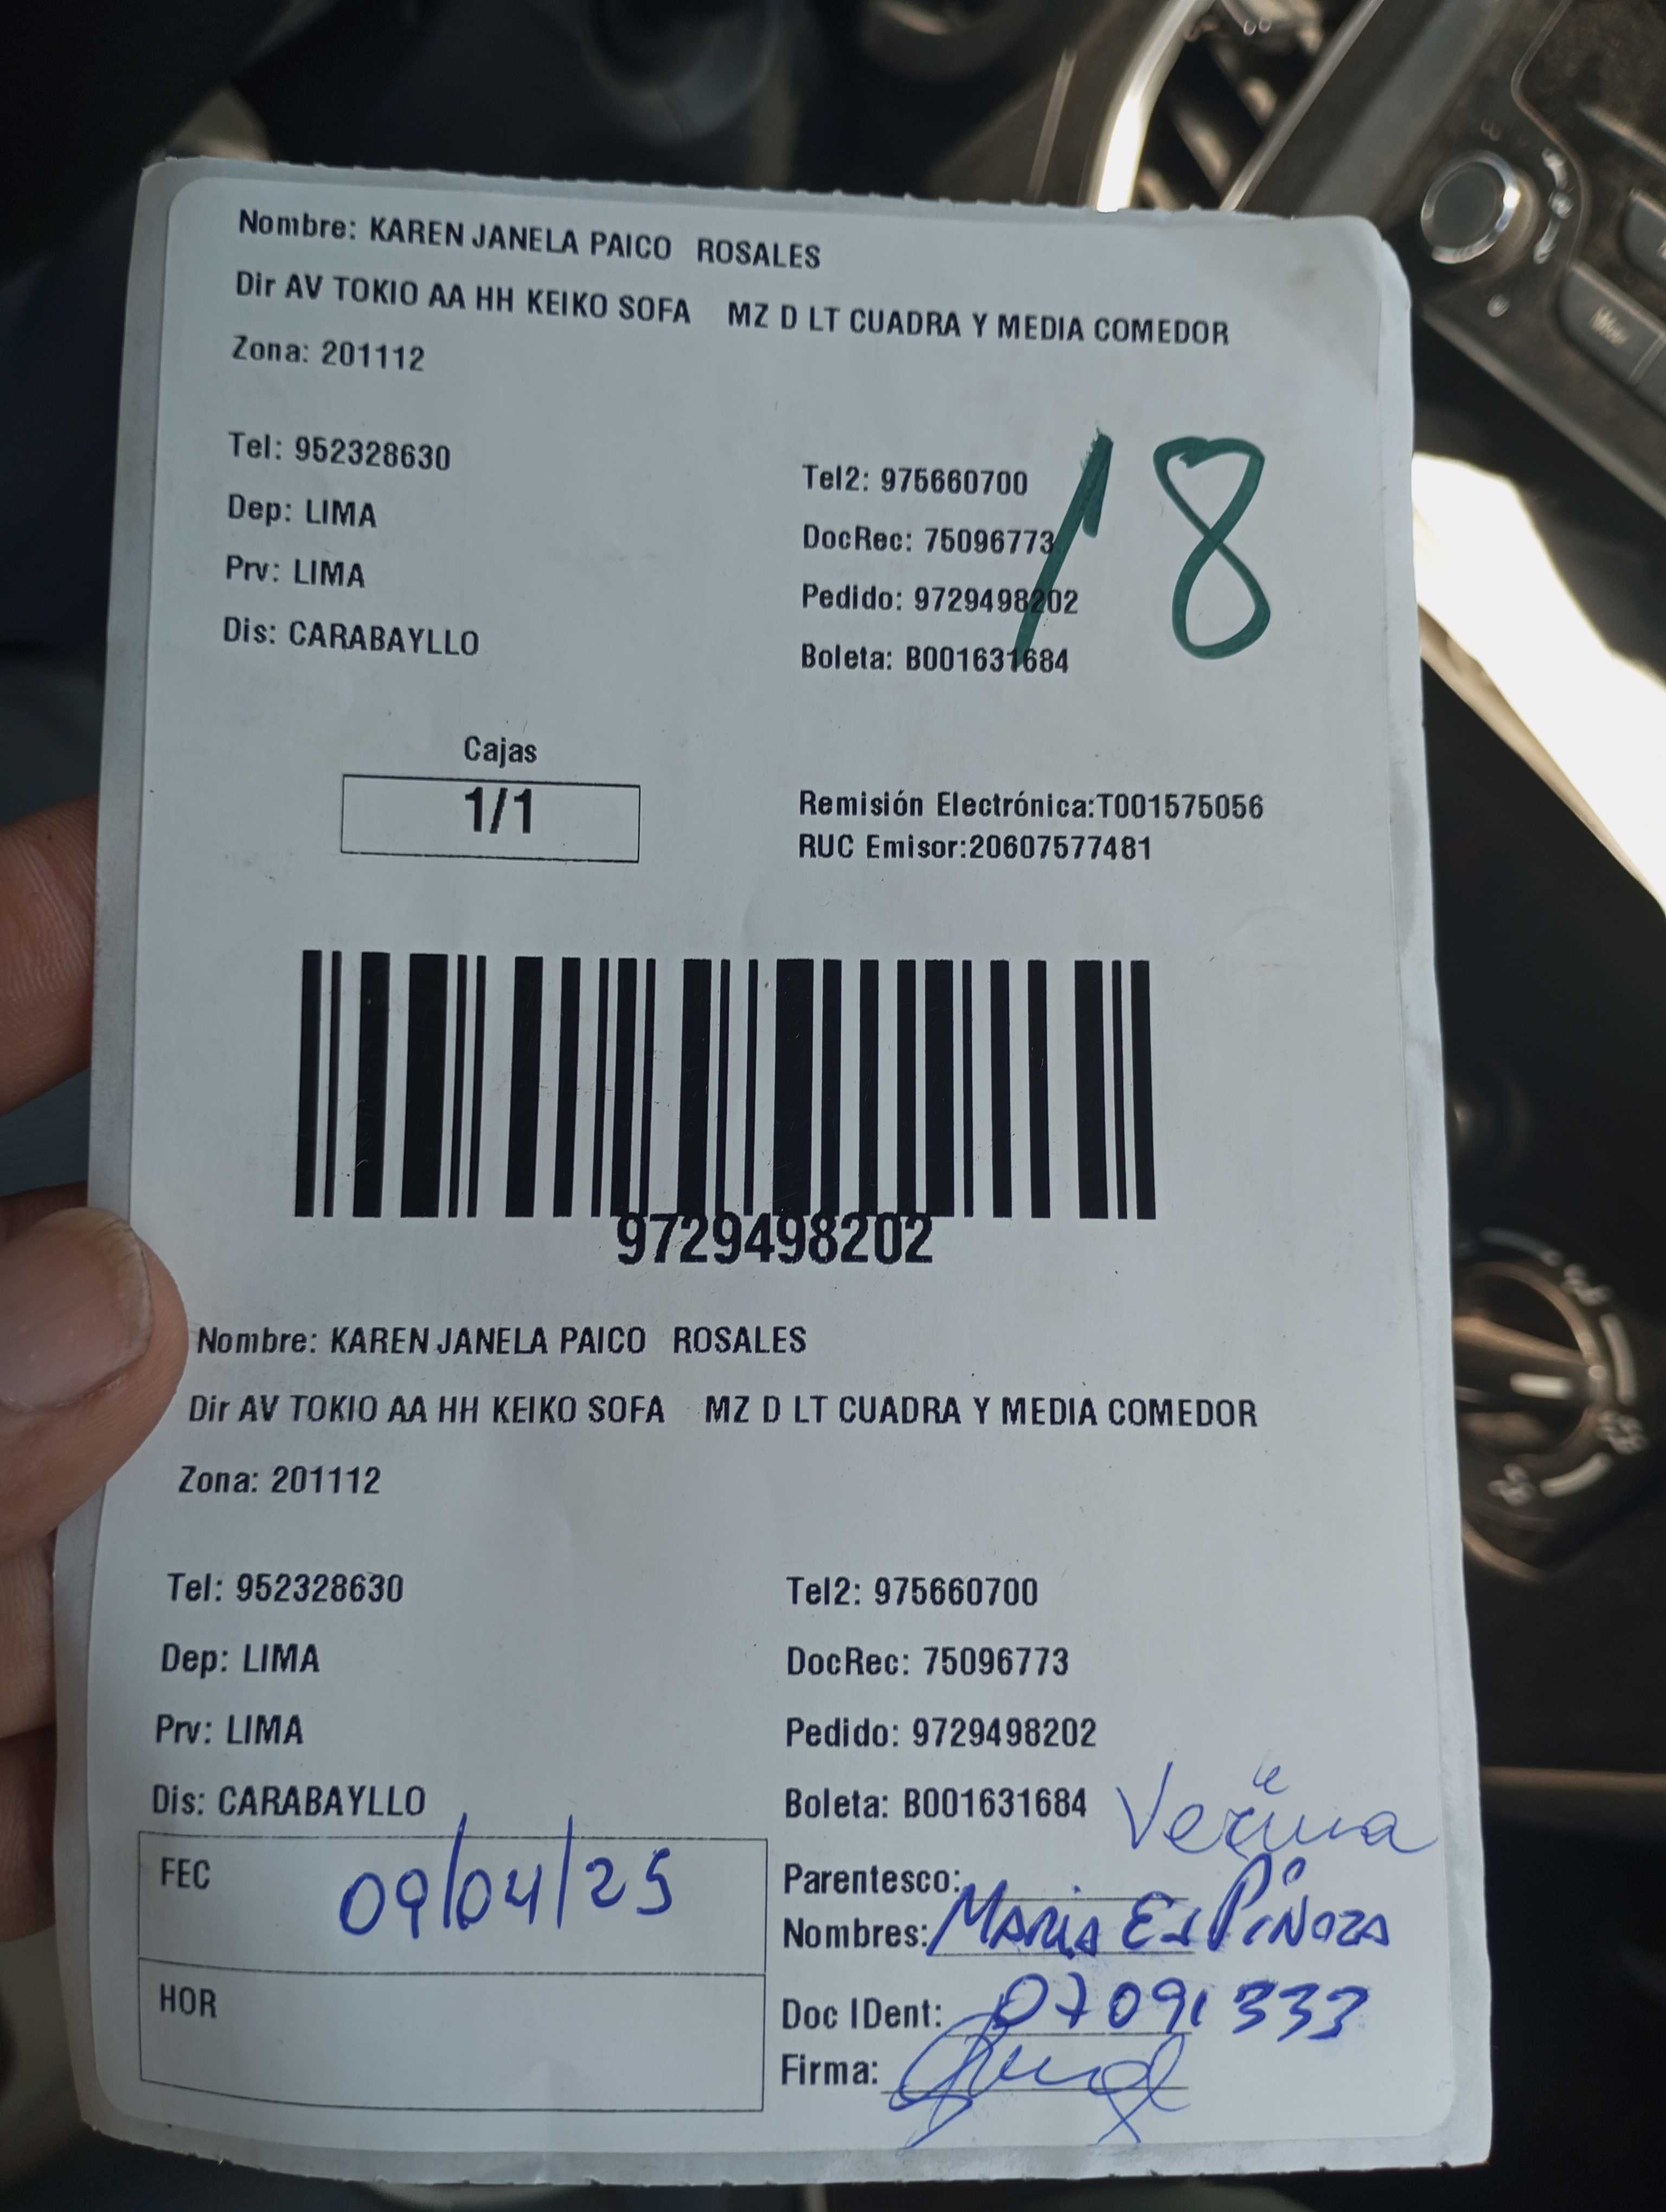 Nombre: KAREN JANELA PAICO ROSALES
Dir AV TOKIO AA HH KEIKO SOFA MZ D LT CUADRA Y MEDIA COMEDOR
Zona: 201112
Tel: 952328630
Tel2: 975660700
18
Dep: LIMA
DocRec: 75096773
Prv: LIMA
Pedido: 9729498202
Dis: CARABAYLLO
Boleta: B001631684
Cajas
1/1
Remisión Electrónica:T001575056
RUC Emisor:20607577481
9729498202
Nombre: KAREN JANELA PAICO ROSALES
Dir AV TOKIO AA HH KEIKO SOFA MZ D LT CUADRA Y MEDIA COMEDOR
Zona: 201112
Tel: 952328630
Tel2: 975660700
Dep: LIMA
DocRec: 75096773
Prv: LIMA
Pedido: 9729498202
Dis: CARABAYLLO
Boleta: B001631684
FEC 09/04/25
Parentesco:
Nombres: MARIA ESPINOZA
HOR
Doc IDent: 07091333
Firma: